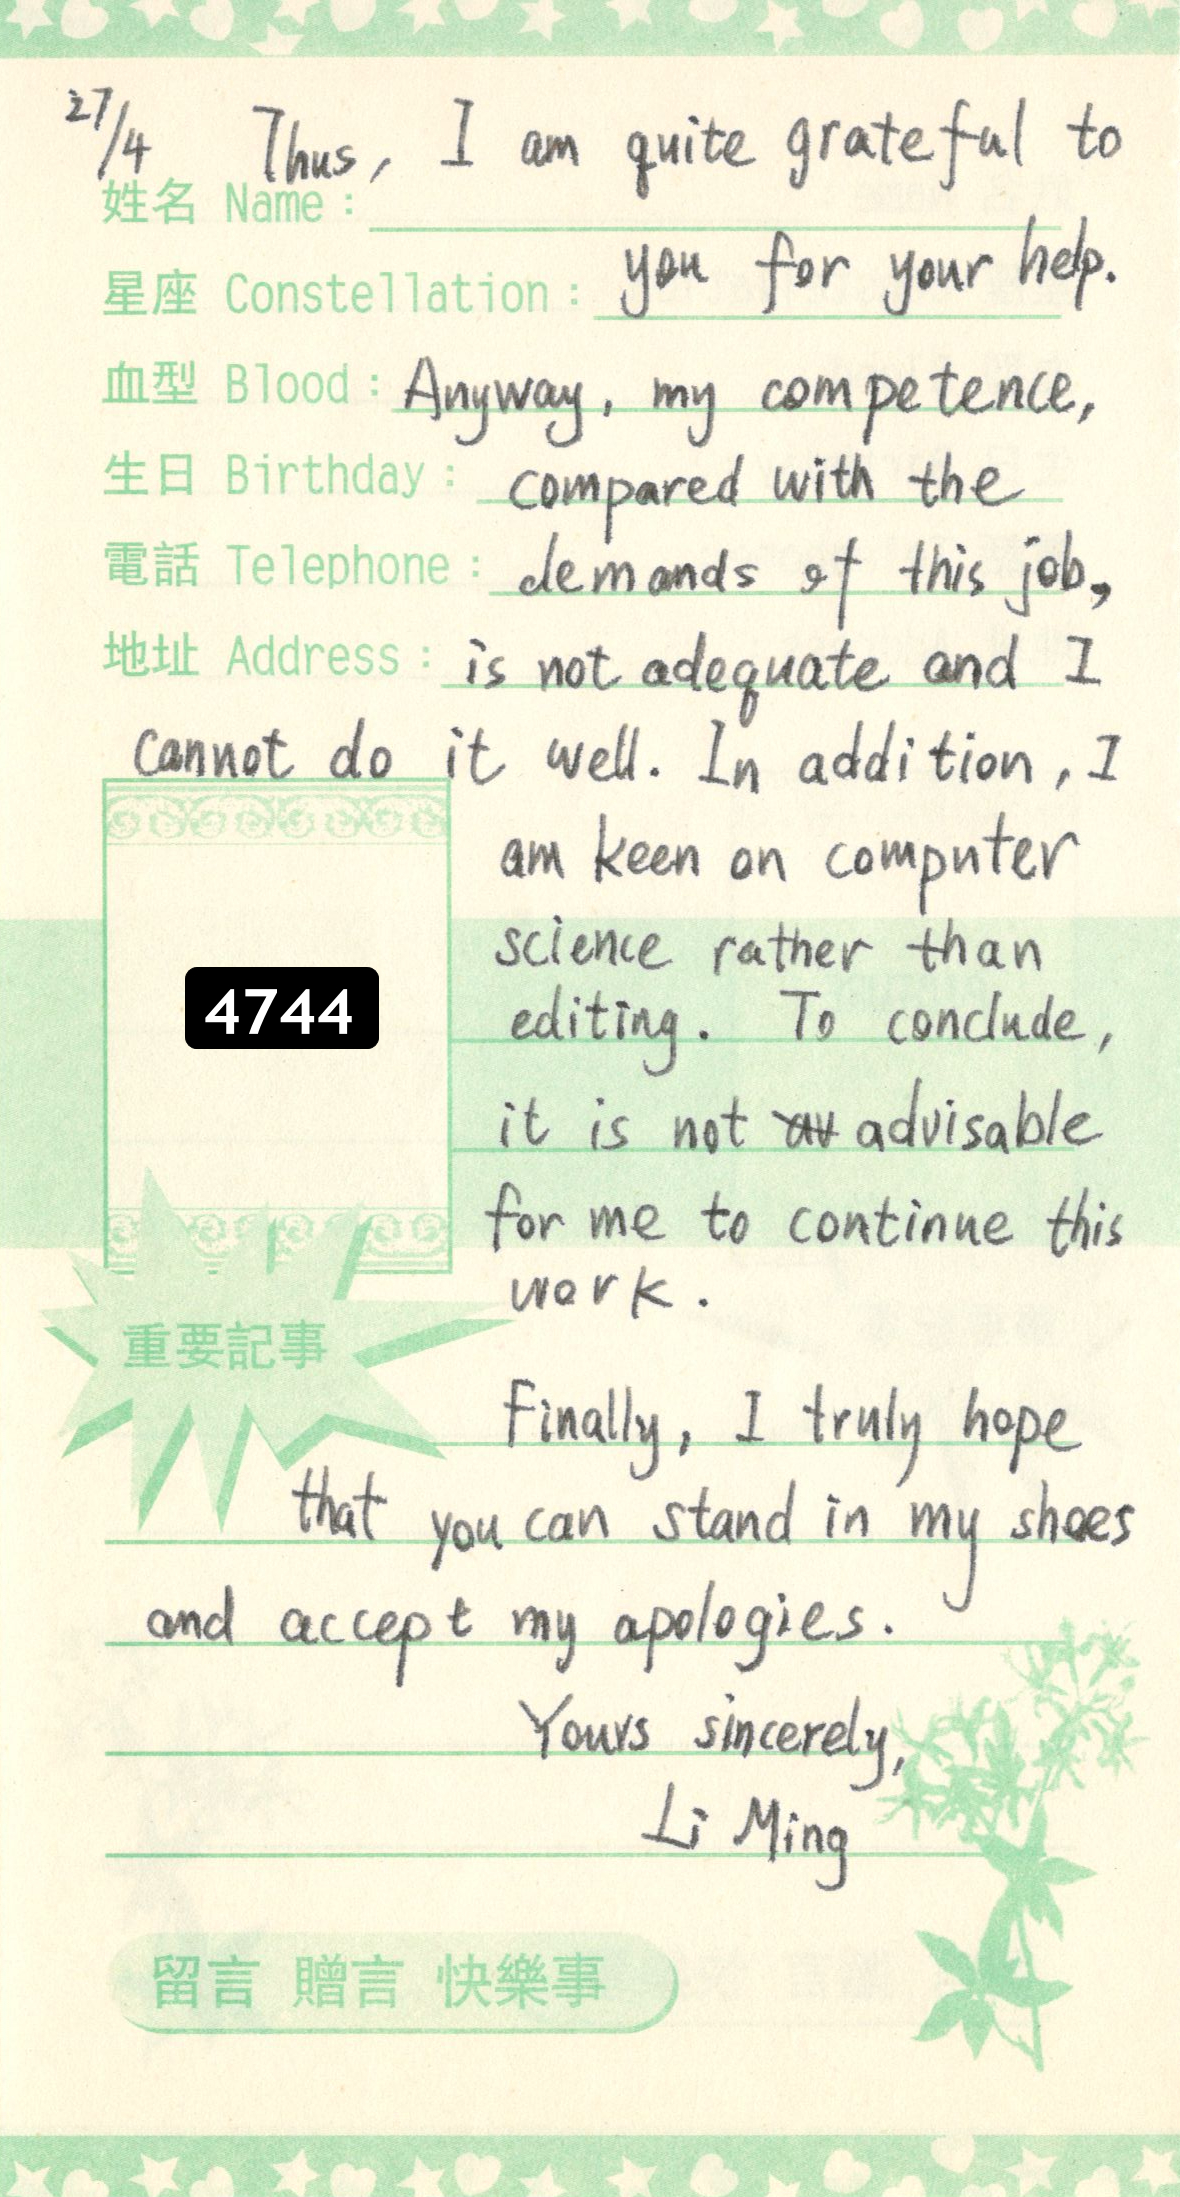 27/4 Thus, I am quite grateful to
姓名 Name：
you for your help.
星座 Constellation：
血型 Blood： Anyway, my competence,
生日 Birthday： compared with the
電話 Telephone： demands of this job,
地址 Address： is not adequate and I
cannot do it well. In addition, I
am keen on computer
science rather than
4744
editing. To conclude,
it is not av advisable
for me to continue this
work.
重要記事
Finally, I truly hope
that you can stand in my shoes
and accept my apologies.
Yours sincerely,
Li Ming
留言 贈言 快樂事